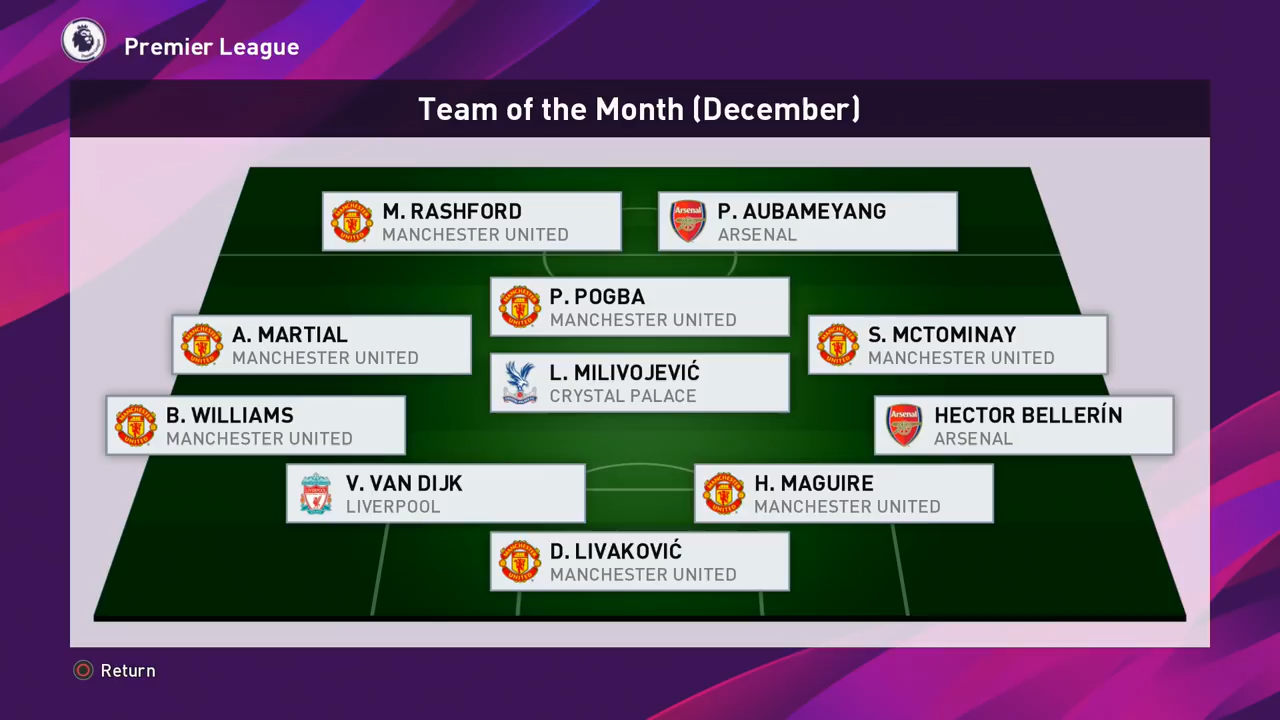 Premier League
Team of the Month (December)
M. RASHFORD
MANCHESTER UNITED
Arsenal
P. AUBAMEYANG
ARSENAL
P. POGBA
MANCHESTER UNITED
A. MARTIAL
MANCHESTER UNITED
S. MCTOMINAY
MANCHESTER UNITED
L. MILIVOJEVIĆ
CRYSTAL PALACE
B. WILLIAMS
MANCHESTER UNITED
Arsenal
HECTOR BELLERÍN
ARSENAL
V. VAN DIJK
LIVERPOOL
H. MAGUIRE
MANCHESTER UNITED
D. LIVAKOVIĆ
MANCHESTER UNITED
Return